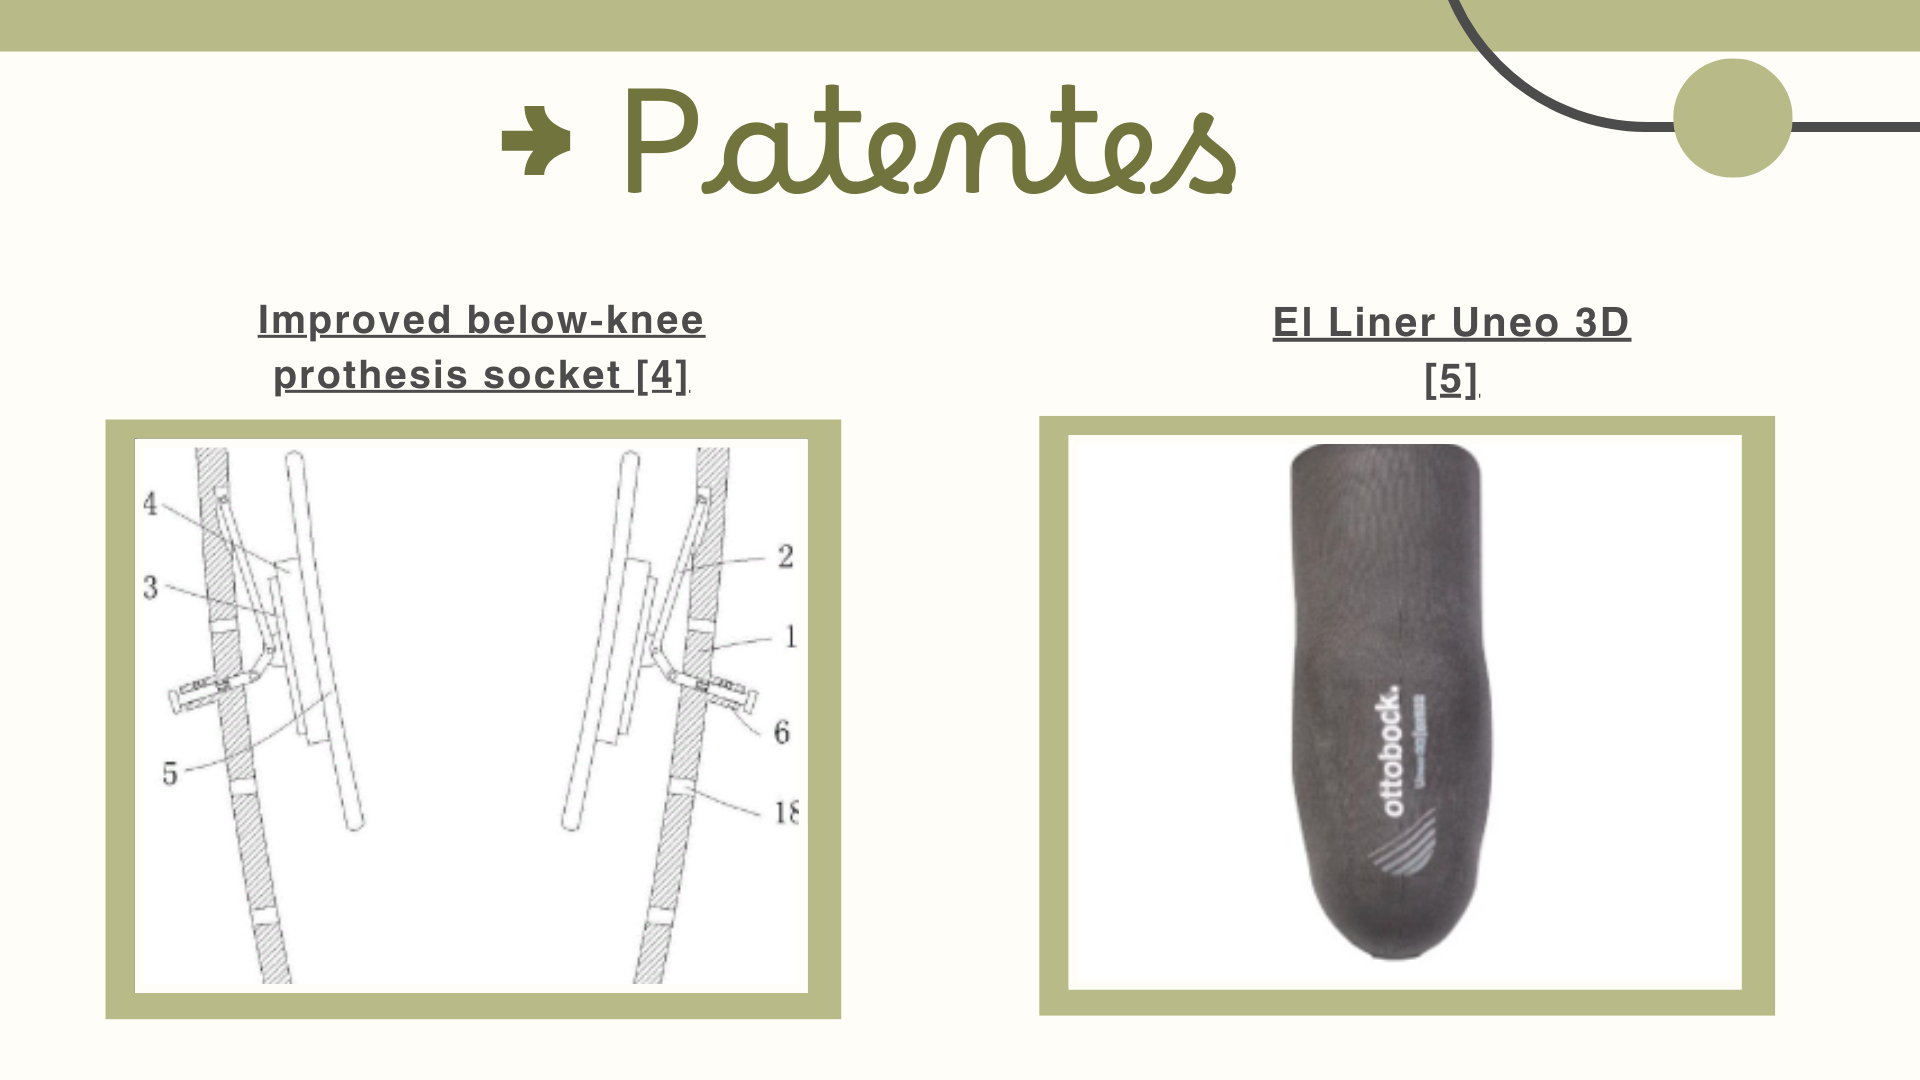 Patentes
Improved below-knee
prothesis socket [4]
El Liner Uneo 3D
[5]
4
3
5
2
1
6
18
ottobock.